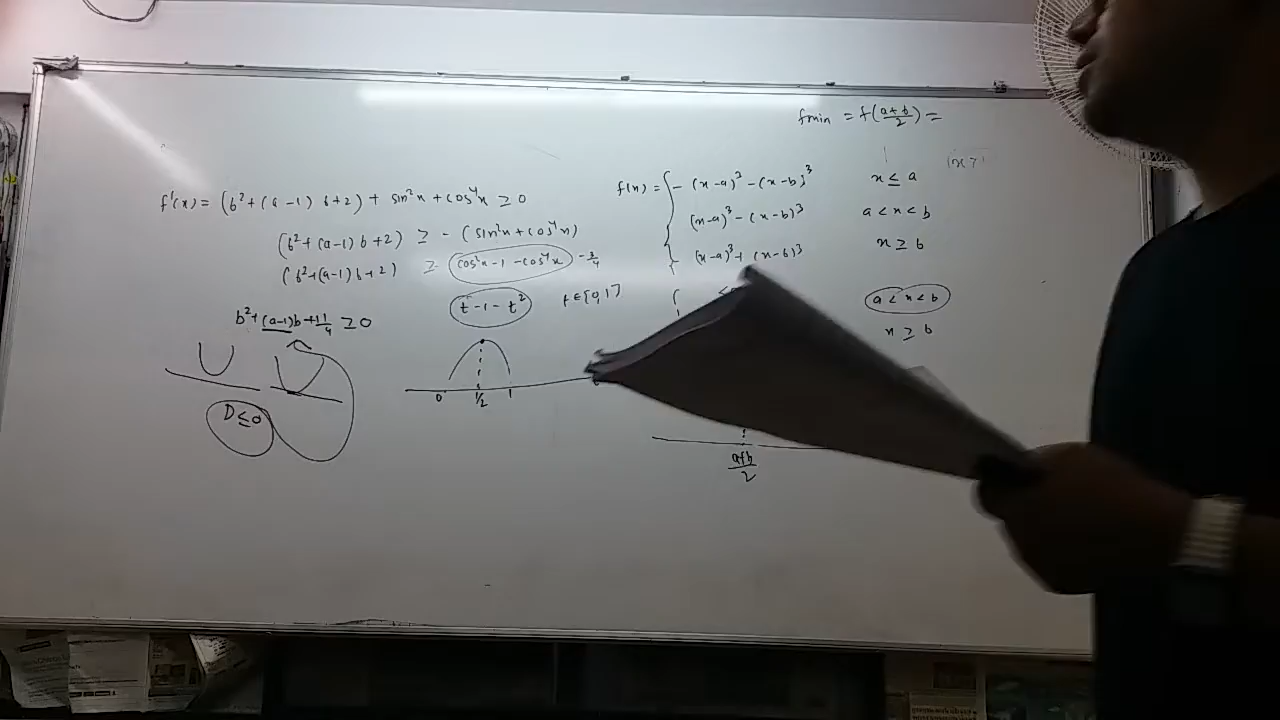 f'(x) = (b²+(a-1) b+2) + sin²x + cos⁴x ≥ 0
(b²+(a-1)b+2) ≥ - (sin²x + cos⁴x)
(b²+(a-1)b+2) ≥ cos²x - 1 - cos⁴x - 3/4
t - 1 - t² t ∈ [0,1]
b²+(a-1)b+11/4 ≥ 0
D ≤ 0
0 1/2 1
fmin = f(a+b/2) =
f(x) = { - (x-a)³ - (x-b)³ x ≤ a
(x-a)³ - (x-b)³ a < x < b
(x-a)³ + (x-b)³ x ≥ b
a < x < b
x ≥ b
a+b/2